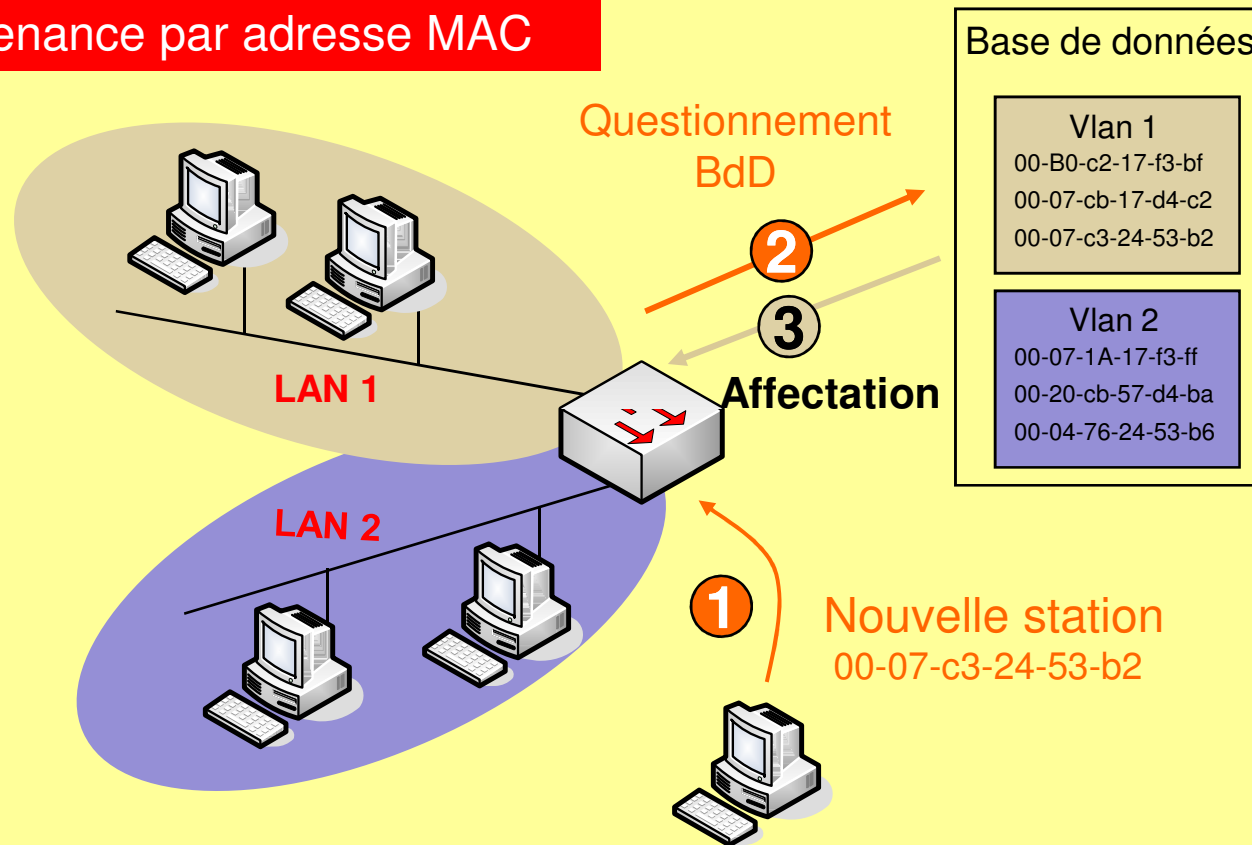 enance par adresse MAC
Base de données
Questionnement
BdD
Vlan 1
00-B0-c2-17-f3-bf
00-07-cb-17-d4-c2
00-07-c3-24-53-b2
2
3
Vlan 2
00-07-1A-17-f3-ff
00-20-cb-57-d4-ba
00-04-76-24-53-b6
LAN 1
Affectation
LAN 2
1
Nouvelle station
00-07-c3-24-53-b2